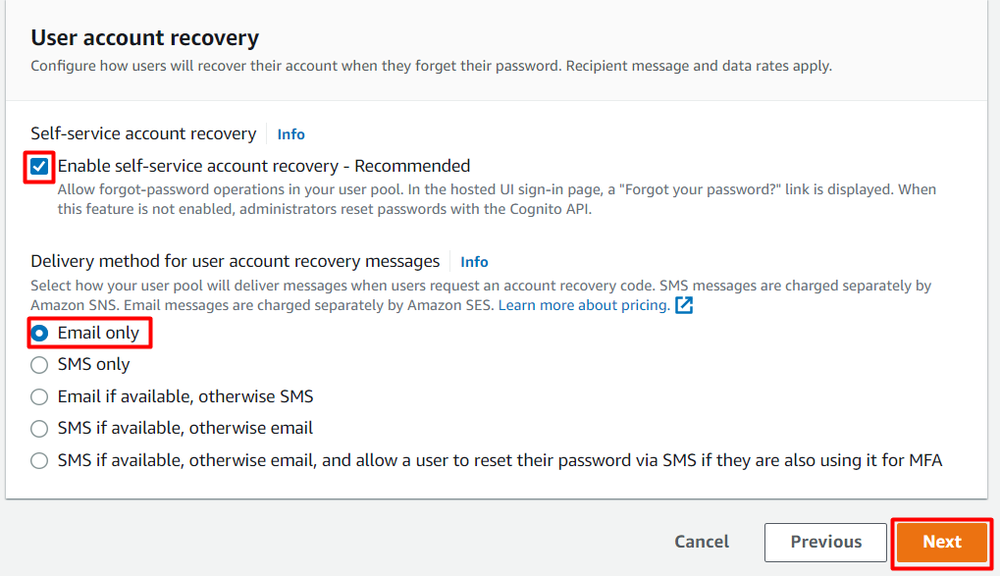 User account recovery
Configure how users will recover their account when they forget their password. Recipient message and data rates apply.
Self-service account recovery Info
Enable self-service account recovery - Recommended
Allow forgot-password operations in your user pool. In the hosted UI sign-in page, a "Forgot your password?" link is displayed. When
this feature is not enabled, administrators reset passwords with the Cognito API.
Delivery method for user account recovery messages Info
Select how your user pool will deliver messages when users request an account recovery code. SMS messages are charged separately by
Amazon SNS. Email messages are charged separately by Amazon SES. Learn more about pricing.
Email only
SMS only
Email if available, otherwise SMS
SMS if available, otherwise email
SMS if available, otherwise email, and allow a user to reset their password via SMS if they are also using it for MFA
Cancel Previous Next